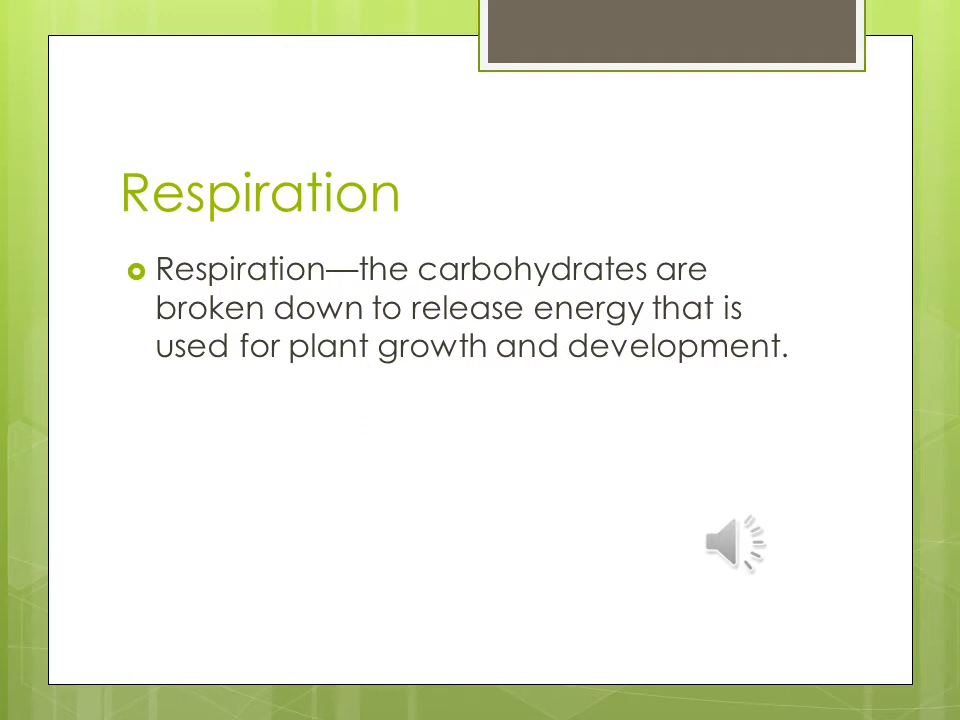 Respiration
Respiration—the carbohydrates are
broken down to release energy that is
used for plant growth and development.